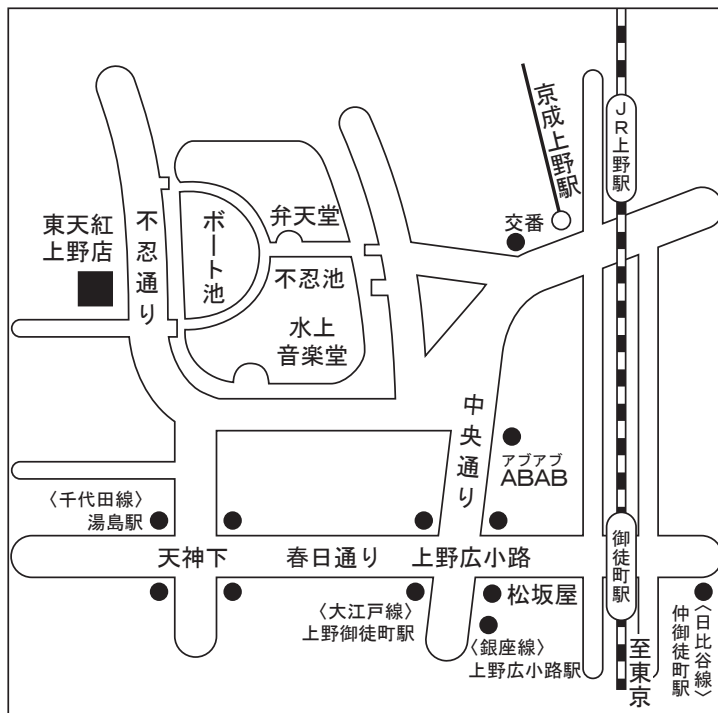 京成上野駅
JR上野駅
交番
東天紅
上野店
不忍通り
ボート池
弁天堂
不忍池
水上
音楽堂
中央通り
アブアブ
ABAB
〈千代田線〉
湯島駅
天神下
春日通り
上野広小路
御徒町駅
松坂屋
〈大江戸線〉
上野御徒町駅
〈銀座線〉
上野広小路駅
至東京
〈日比谷線〉
仲御徒町駅